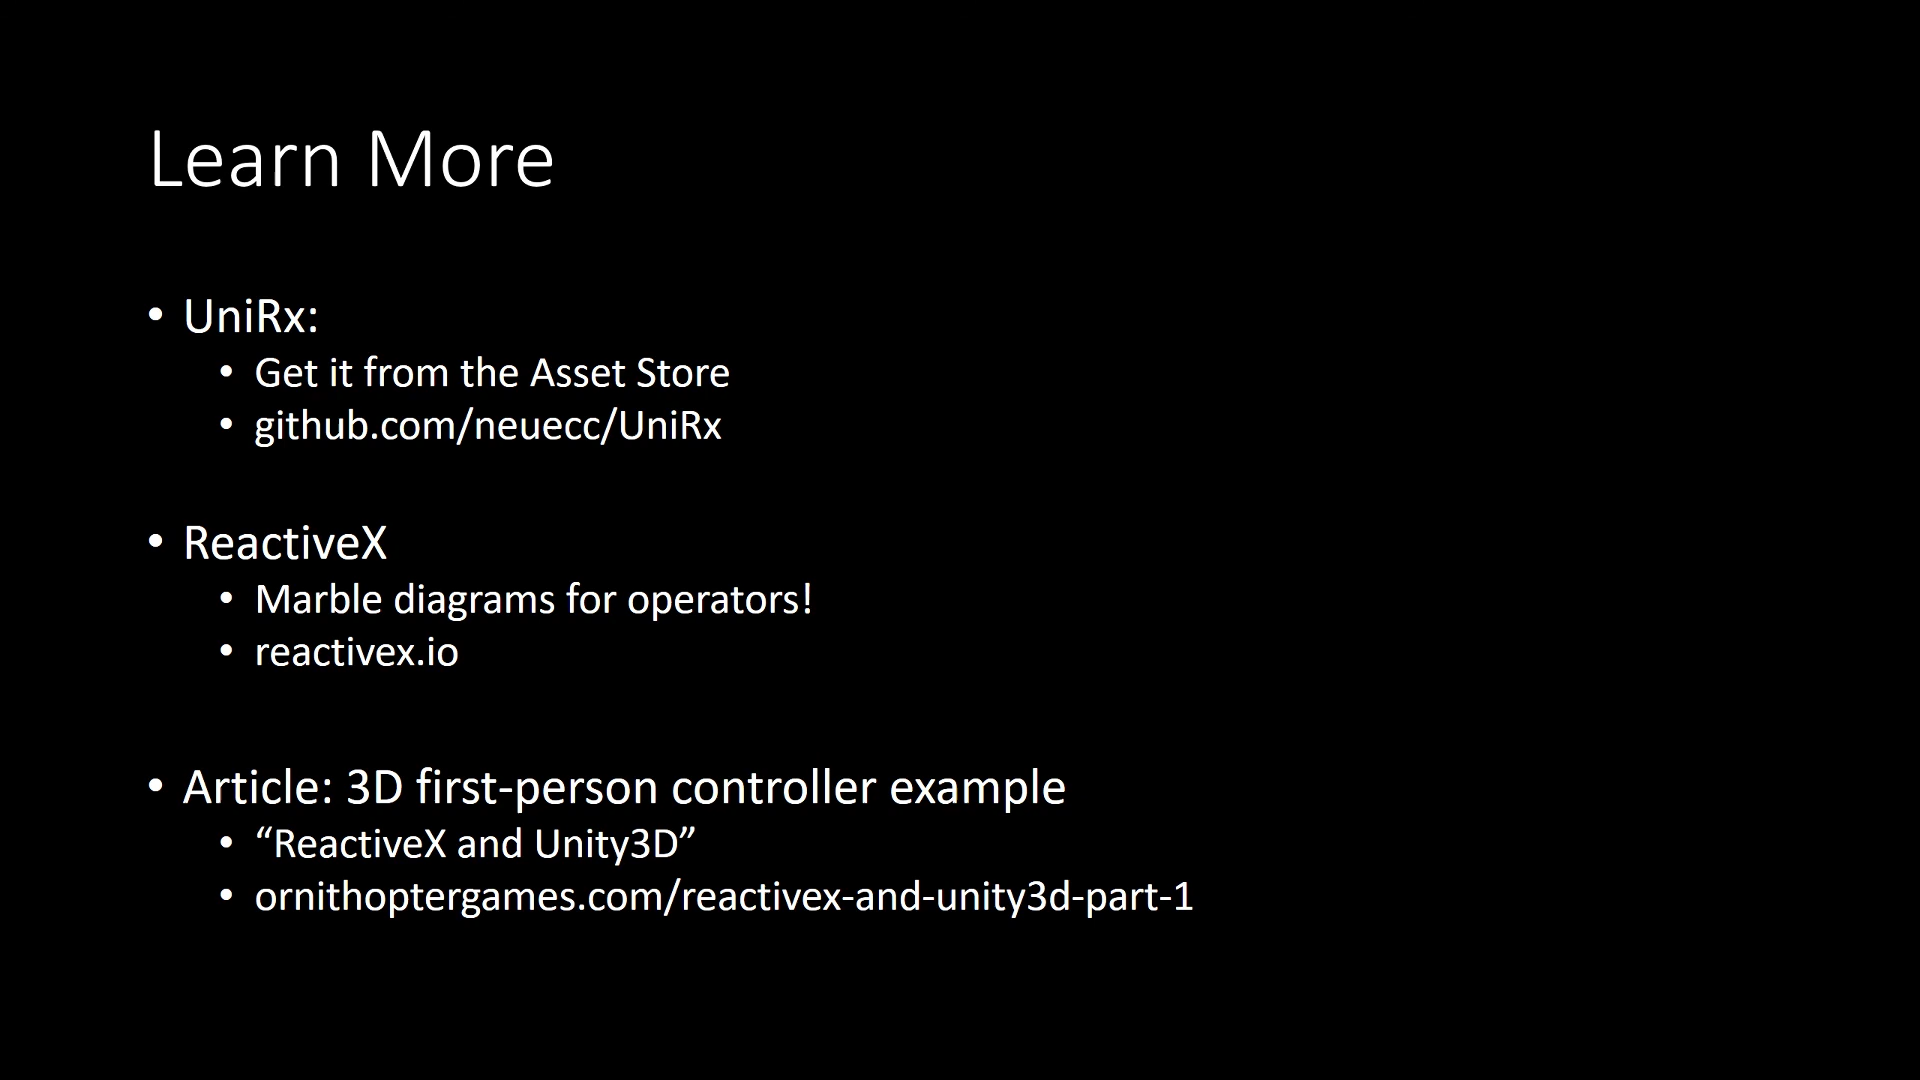 Learn More
• UniRx:
• Get it from the Asset Store
• github.com/neuecc/UniRx
• ReactiveX
• Marble diagrams for operators!
• reactivex.io
• Article: 3D first-person controller example
• “ReactiveX and Unity3D”
• ornithoptergames.com/reactivex-and-unity3d-part-1